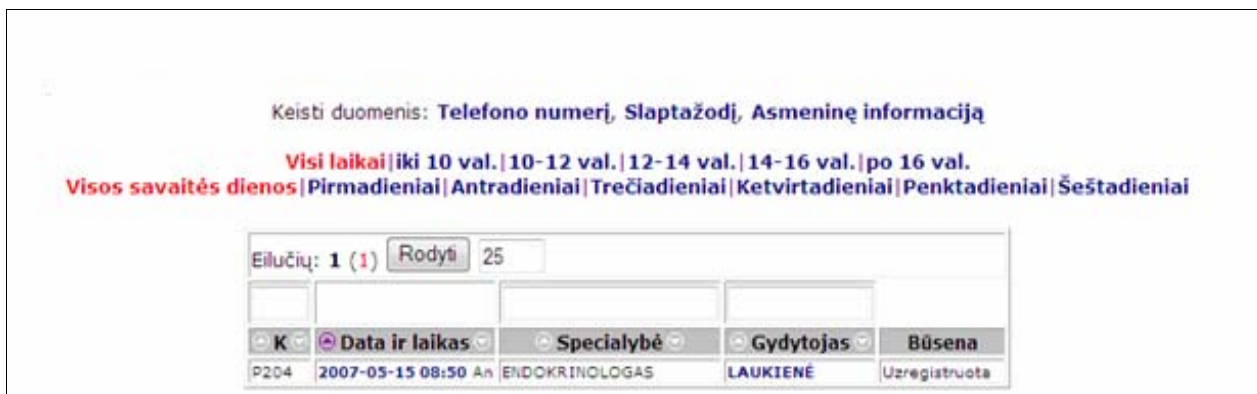 Keisti duomenis: Telefono numerį, Slaptažodį, Asmeninę informaciją
Visi laikai|iki 10 val.|10-12 val.|12-14 val.|14-16 val.|po 16 val.
Visos savaitės dienos|Pirmadieniai|Antradieniai|Trečiadieniai|Ketvirtadieniai|Penktadieniai|Šeštadieniai
Eilučių: 1 (1) Rodyti 25
K Data ir laikas Specialybė Gydytojas Būsena
P204 2007-05-15 08:50 An ENDOKRINOLOGAS LAUKIENĖ Uzregistruota